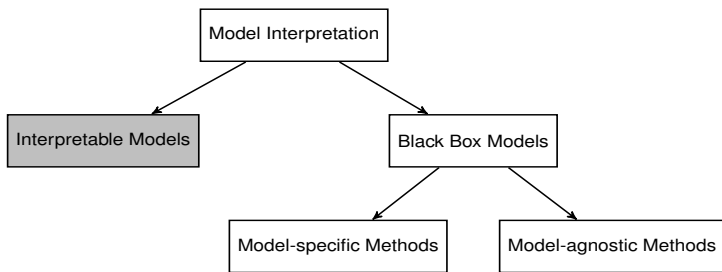 Model Interpretation
Interpretable Models
Black Box Models
Model-specific Methods
Model-agnostic Methods